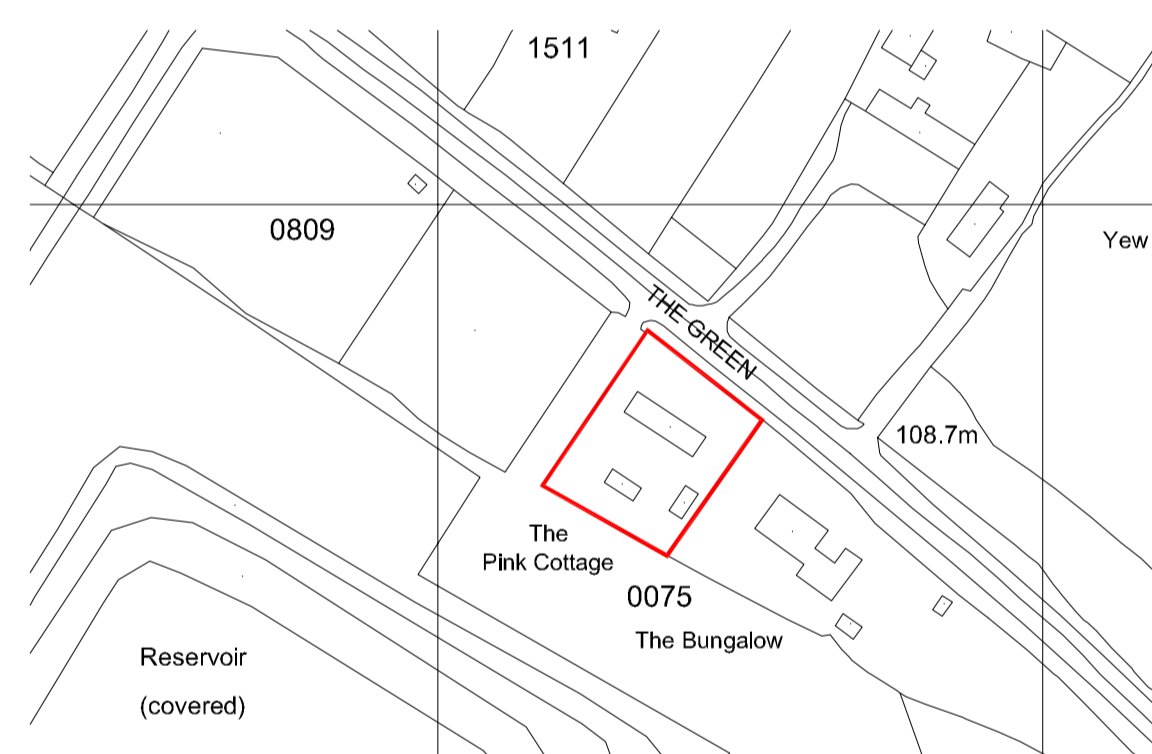 1511
0809
Yew
THE GREEN
108.7m
The
Pink Cottage
0075
The Bungalow
Reservoir
(covered)